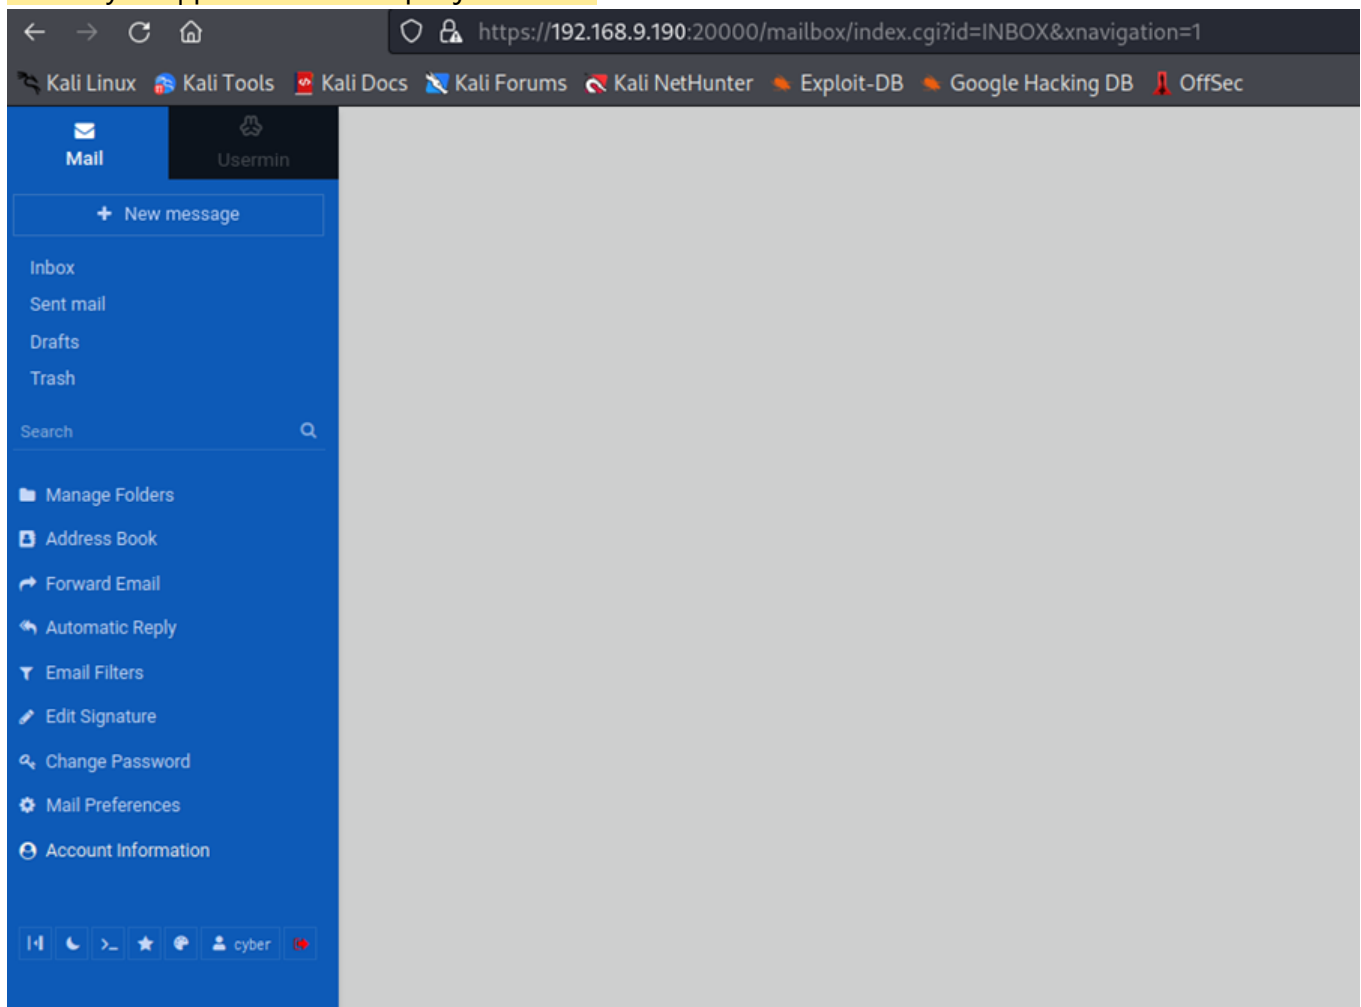 https://192.168.9.190:20000/mailbox/index.cgi?id=INBOX&xnavigation=1
Kali Linux Kali Tools Kali Docs Kali Forums Kali NetHunter Exploit-DB Google Hacking DB OffSec
Mail Usermin
+ New message
Inbox
Sent mail
Drafts
Trash
Search
Manage Folders
Address Book
Forward Email
Automatic Reply
Email Filters
Edit Signature
Change Password
Mail Preferences
Account Information
cyber